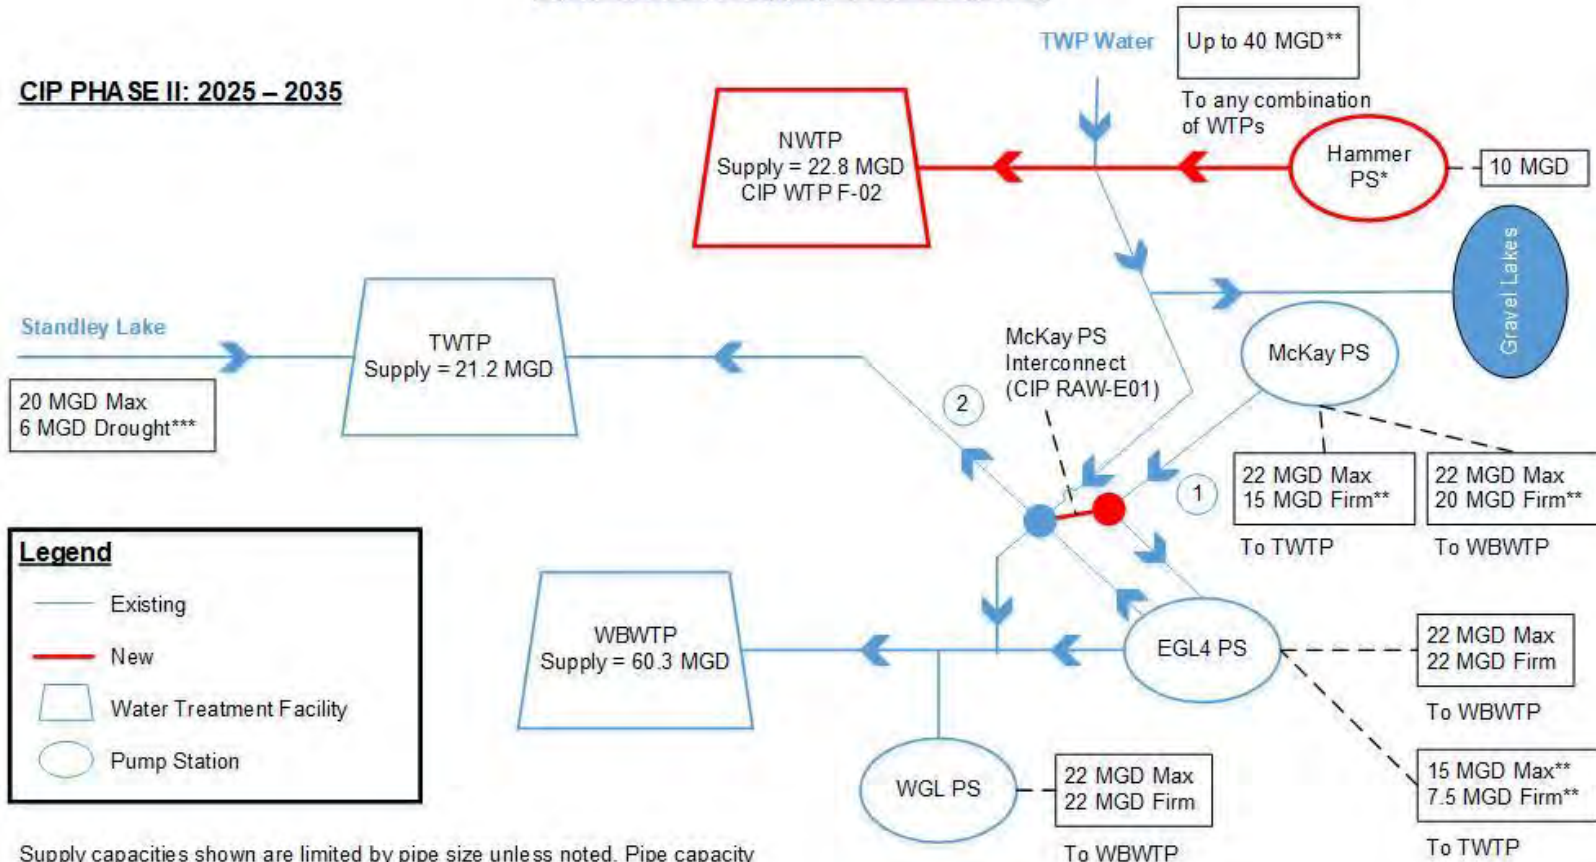 CIP PHASE II: 2025 – 2035
TWP Water
Up to 40 MGD**
To any combination
of WTPs
NWTP
Supply = 22.8 MGD
CIP WTP F-02
Hammer
PS*
10 MGD
Gravel Lakes
Standley Lake
20 MGD Max
6 MGD Drought***
TWTP
Supply = 21.2 MGD
McKay PS
Interconnect
(CIP RAW-E01)
McKay PS
2
1
22 MGD Max
15 MGD Firm**
To TWTP
22 MGD Max
20 MGD Firm**
To WBWTP
Legend
Existing
New
Water Treatment Facility
Pump Station
WBWTP
Supply = 60.3 MGD
EGL4 PS
22 MGD Max
22 MGD Firm
To WBWTP
15 MGD Max**
7.5 MGD Firm**
To TWTP
WGL PS
22 MGD Max
22 MGD Firm
To WBWTP
Supply capacities shown are limited by pipe size unless noted. Pipe capacity